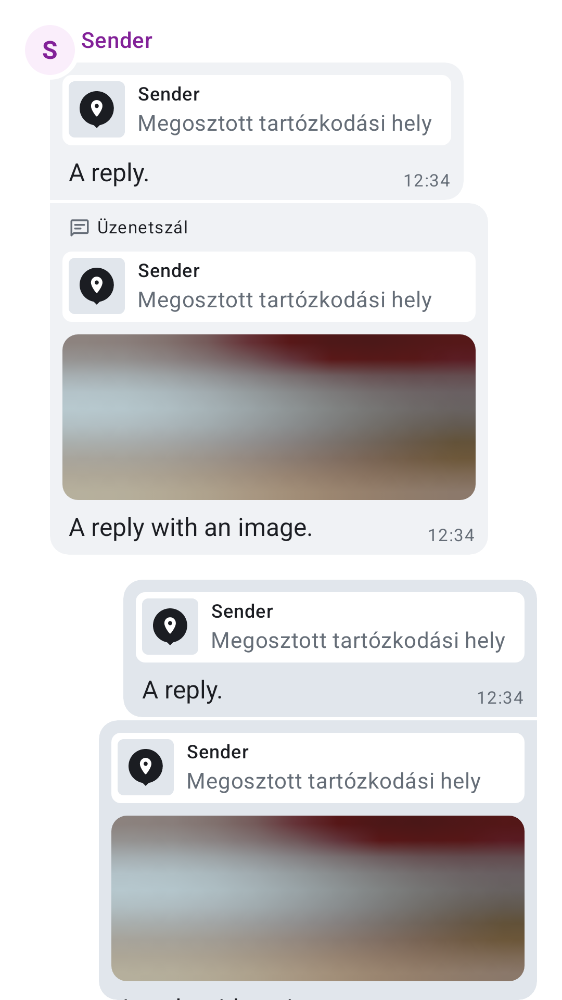 S
Sender
Sender
Megosztott tartózkodási hely
A reply.
12:34
Üzenetszál
Sender
Megosztott tartózkodási hely
A reply with an image.
12:34
Sender
Megosztott tartózkodási hely
A reply.
12:34
Sender
Megosztott tartózkodási hely